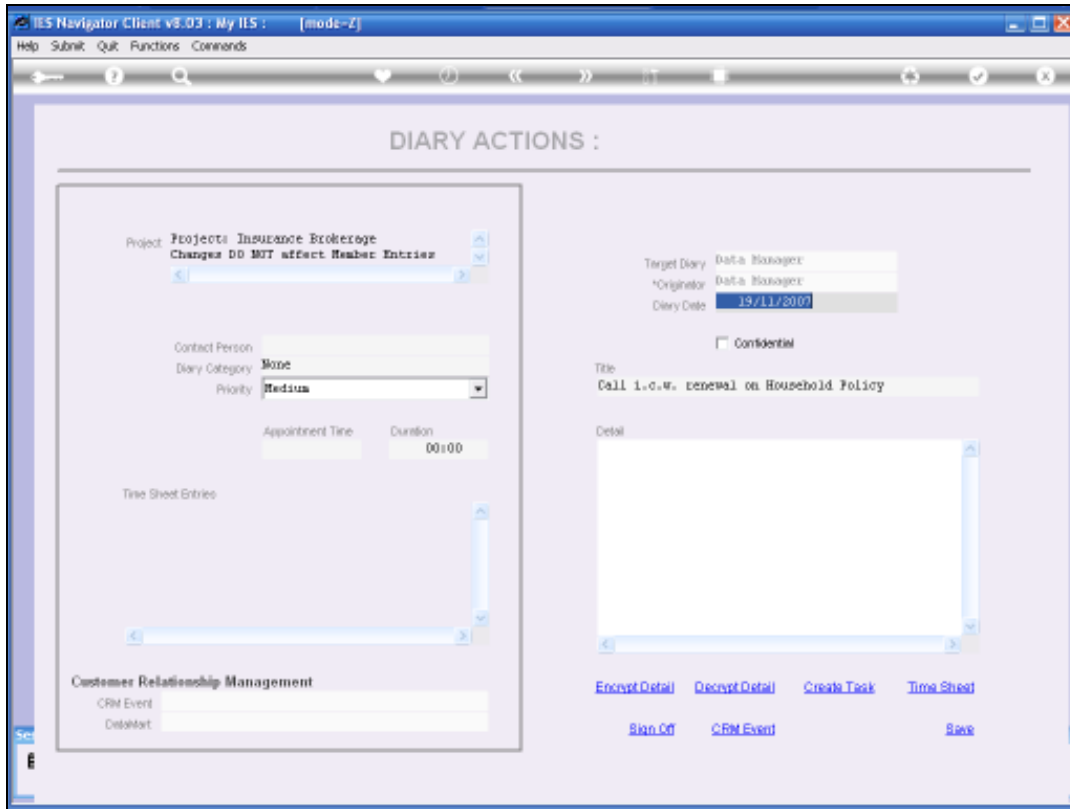 IES Navigator Client v8.03 : My IES : [mode-Z]
Help Submit Quit Functions Commands
DIARY ACTIONS :
Project Project: Insurance Brokerage
Changes DO NOT affect Member Entries
Target Diary Data Manager
*Originator Data Manager
Diary Date 19/11/2007
Confidential
Contact Person
Diary Category None
Priority Medium
Title
Call i.c.w. renewal on Household Policy
Appointment Time Duration
00:00
Detail
Time Sheet Entries
Customer Relationship Management
CRM Event
DataMart
Encrypt Detail Decrypt Detail Create Task Time Sheet
Sign Off CRM Event Save